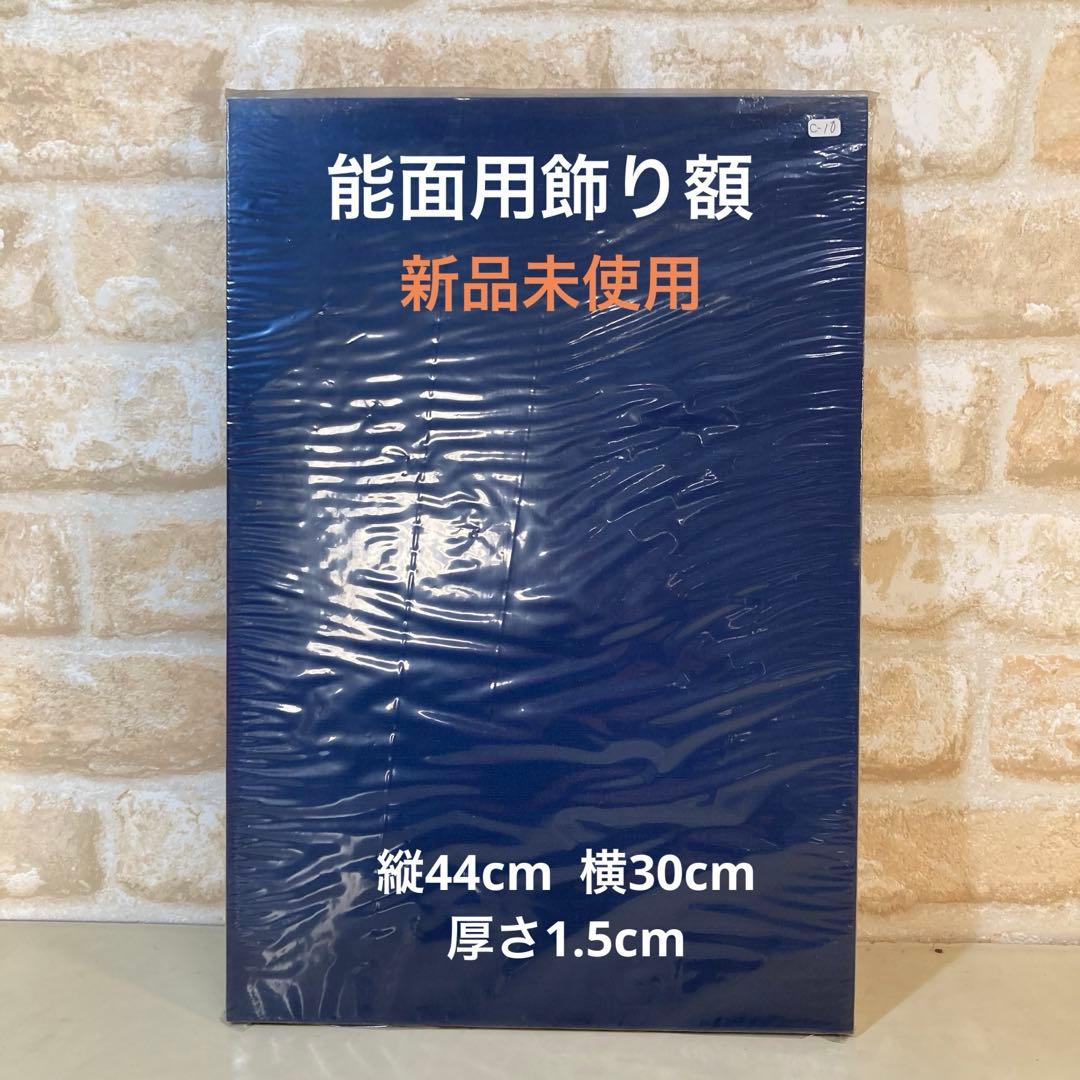 C-10
能面用飾り額
新品未使用
縦44cm 横30cm
厚さ1.5cm